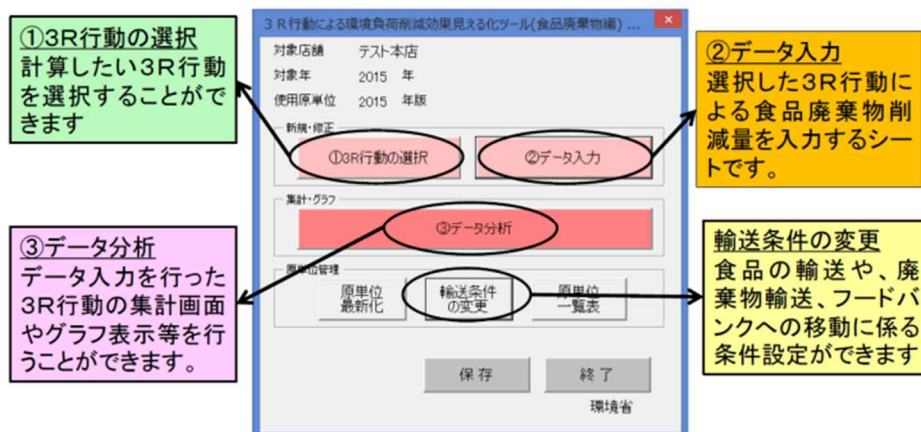 ①3R行動の選択
計算したい3R行動
を選択することがで
きます
③データ分析
データ入力を行った
3R行動の集計画面
やグラフ表示等を行
うことができます。
3R行動による環境負荷削減効果見える化ツール(食品廃棄物編) ...
対象店舗 テスト本店
対象年 2015 年
使用原単位 2015 年版
新規・修正
①3R行動の選択 ②データ入力
集計・グラフ
③データ分析
原単位管理
原単位
最新化
輸送条件
の変更
原単位
一覧表
保存 終了
環境省
②データ入力
選択した3R行動に
よる食品廃棄物削
減量を入力するシー
トです。
輸送条件の変更
食品の輸送や、廃
棄物輸送、フードバ
ンクへの移動に係る
条件設定ができます